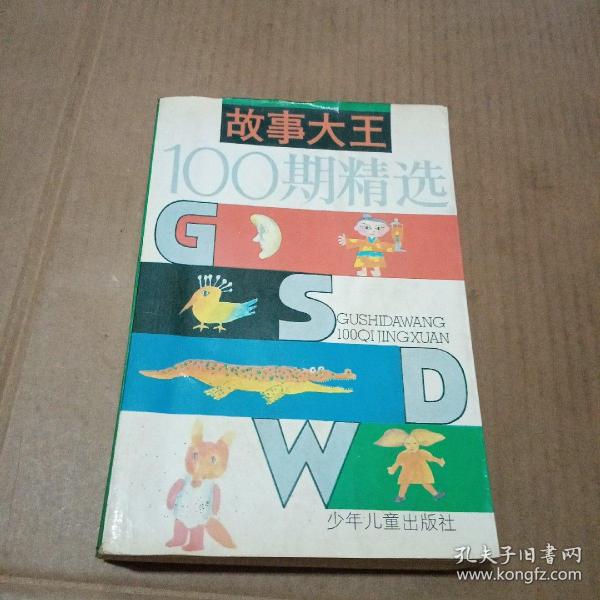 故事大王
100期精选
G
S
GUSHIDAWANG
100QI JINGXUAN
D
W
少年儿童出版社
孔夫子旧书网
www.kongfz.com